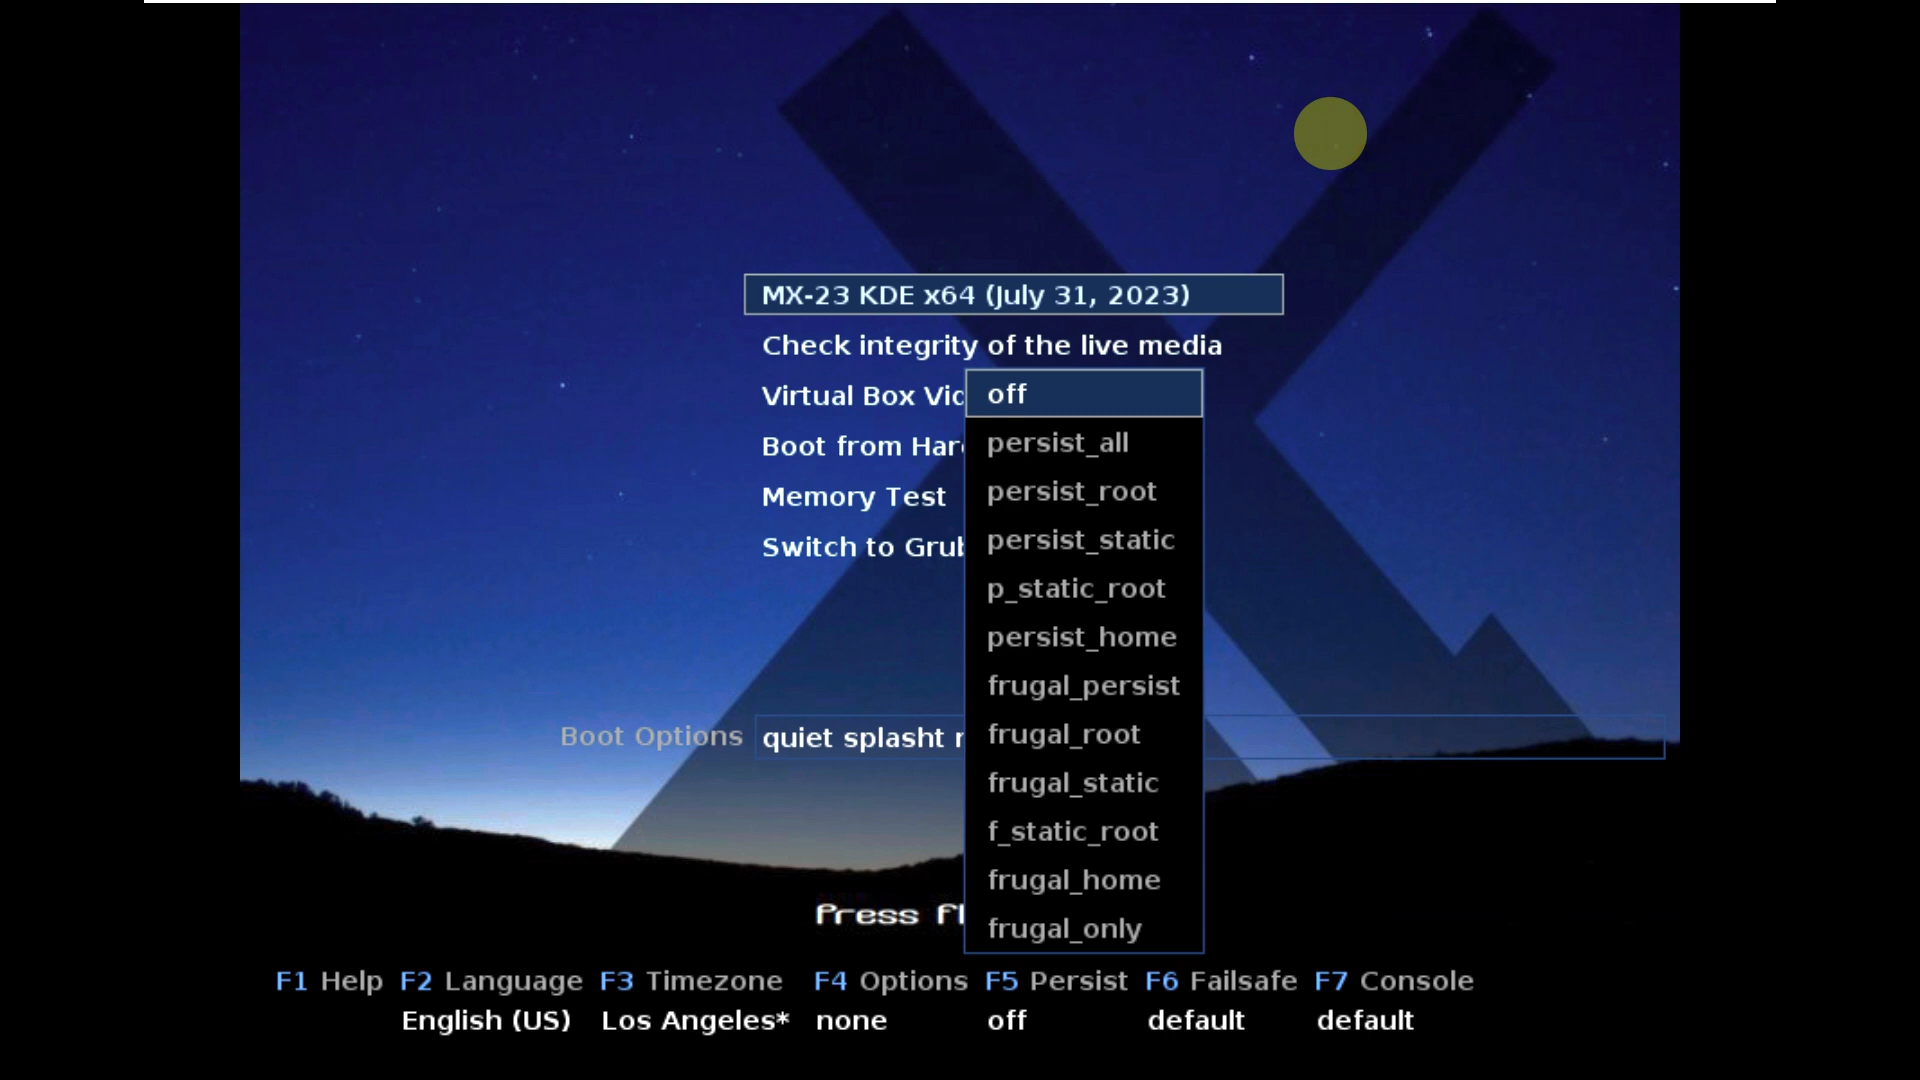 MX-23 KDE x64 (July 31, 2023)
Check integrity of the live media
Virtual Box
Boot from
Memory Test
Switch to
off
persist_all
persist_root
persist_static
p_static_root
persist_home
frugal_persist
frugal_root
frugal_static
f_static_root
frugal_home
frugal_only
Boot Options quiet splasht
Press
F1 Help F2 Language F3 Timezone F4 Options F5 Persist F6 Failsafe F7 Console
English (US) Los Angeles* none off default default